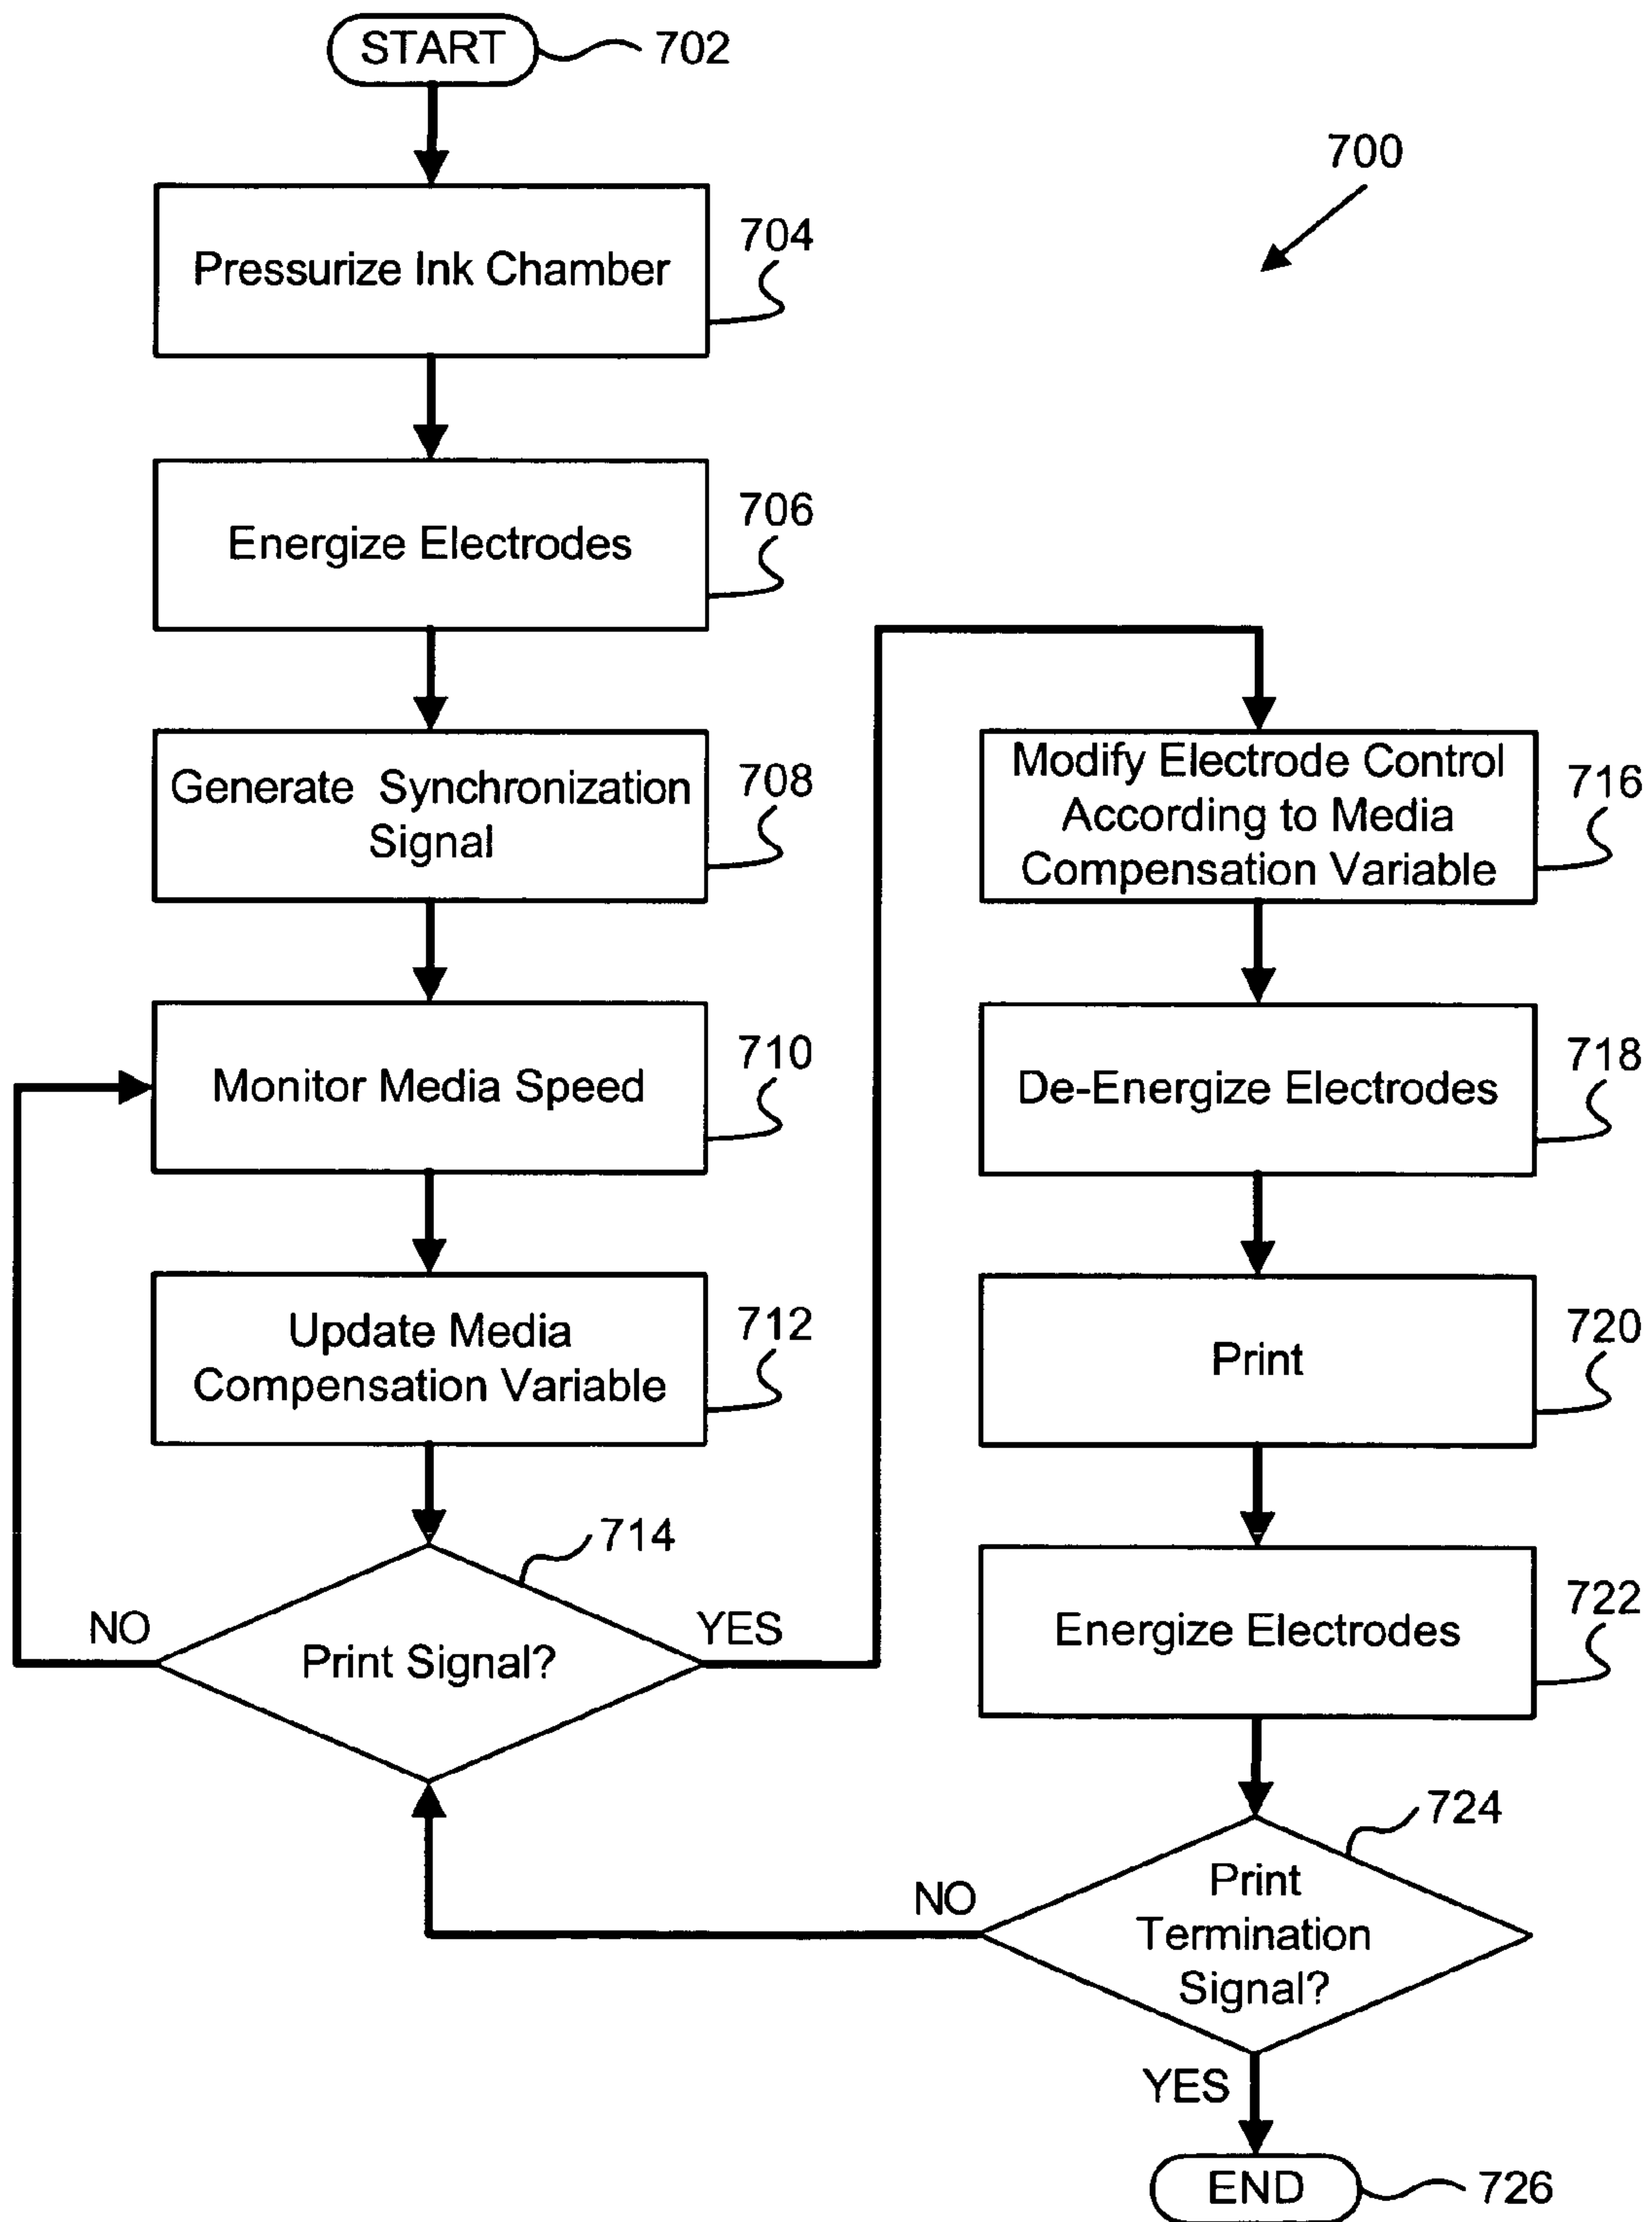 START
702
700
Pressurize Ink Chamber
704
Energize Electrodes
706
Generate Synchronization
Signal
708
Monitor Media Speed
710
Update Media
Compensation Variable
712
Print Signal?
714
NO
YES
Modify Electrode Control
According to Media
Compensation Variable
716
De-Energize Electrodes
718
Print
720
Energize Electrodes
722
Print
Termination
Signal?
724
NO
YES
END
726